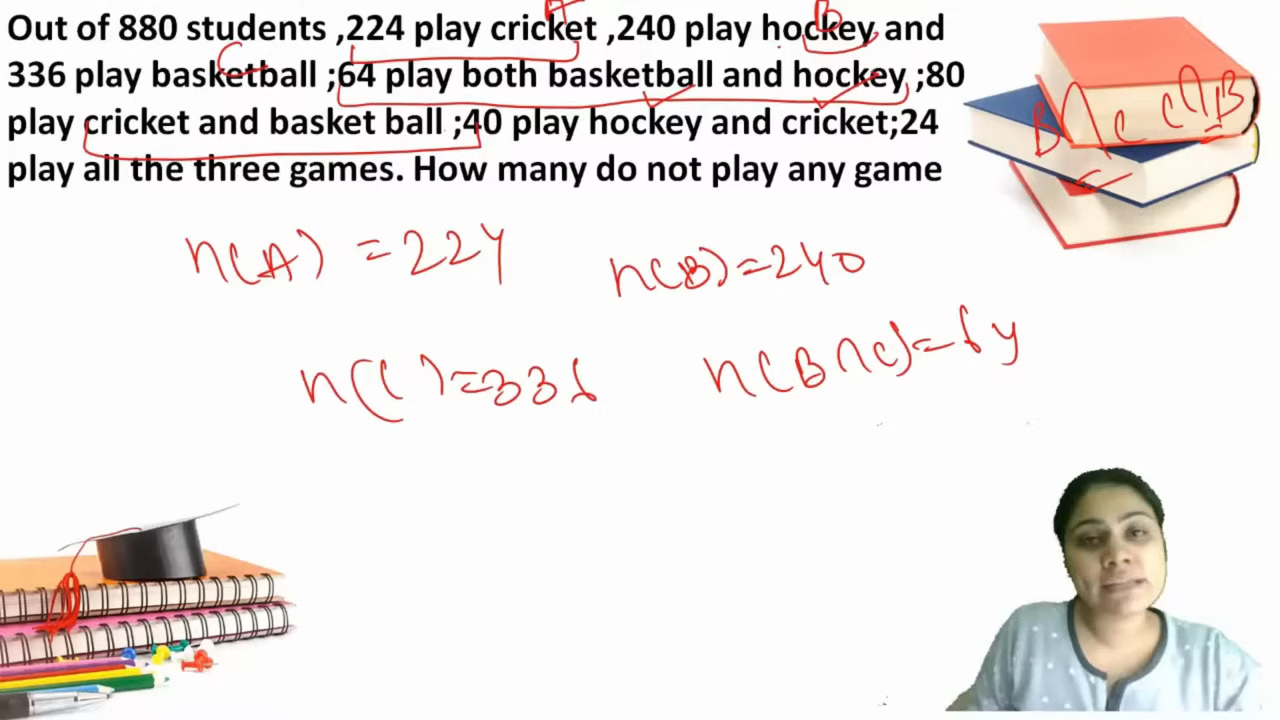 A B
Out of 880 students ,224 play cricket ,240 play hockey and
C
336 play basketball ;64 play both basketball and hockey ;80
B∩C C∩B
play cricket and basket ball ;40 play hockey and cricket;24
play all the three games. How many do not play any game
n(A) = 224 n(B)=240
n(C)=336 n(B∩C)=64